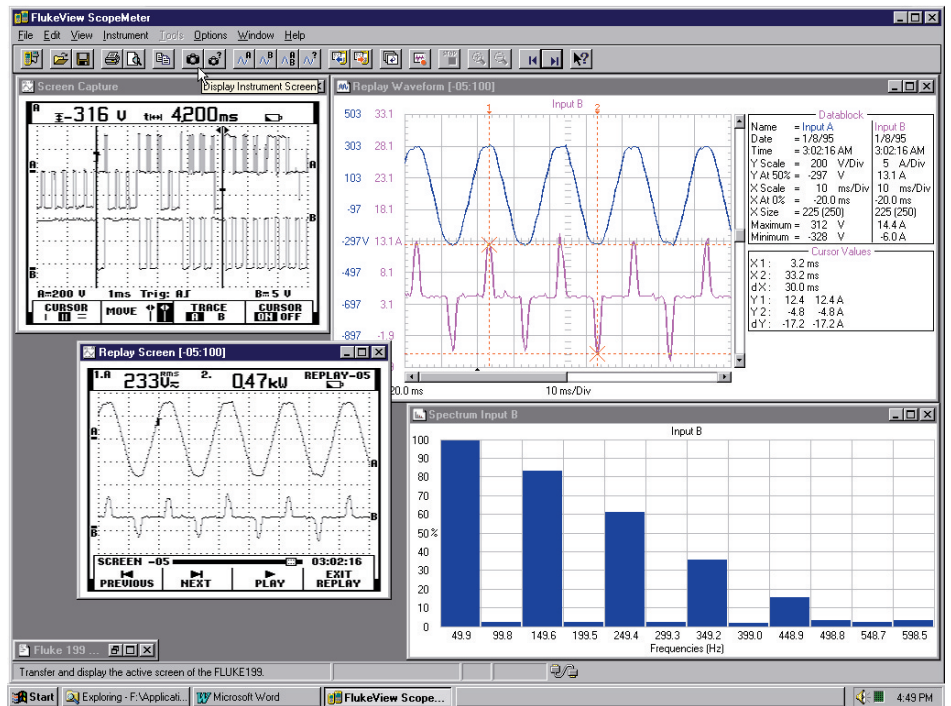 FlukeView ScopeMeter
File Edit View Instrument Tools Options Window Help
Display Instrument Screen
Screen Capture
A -316 V 4200ms
A
A
B
B
A=200 V 1ms Trig: A B=5 V
CURSOR MOVE TRACE A B CURSOR ON OFF
Replay Waveform [-05:100]
Input B
1 2
503 33.1
303 28.1
103 23.1
-97 18.1
-297V 13.1A
-497 8.1
-697 3.1
-897 -1.9
20.0 ms 10 ms/Div
Datablock
Name = Input A Input B
Date = 1/8/95 1/8/95
Time = 3:02:16 AM 3:02:16 AM
Y Scale = 200 V/Div 5 A/Div
Y At 50% = -297 V 13.1 A
X Scale = 10 ms/Div 10 ms/Div
X At 0% = -20.0 ms -20.0 ms
X Size = 225 (250) 225 (250)
Maximum = 312 V 14.4 A
Minimum = -328 V -6.0 A
Cursor Values
X1: 3.2 ms
X2: 33.2 ms
dX: 30.0 ms
Y1: 12.4 12.4 A
Y2: -4.8 -4.8 A
dY: -17.2 -17.2 A
Replay Screen [-05:100]
1.A 233V RMS 2. 0.47kW REPLAY-05
A
A
B
B
SCREEN -05 03:02:16
PREVIOUS NEXT PLAY EXIT REPLAY
Spectrum Input B
Input B
100
90
80
70
60
50%
40
30
20
10
0
49.9 99.8 149.6 199.5 249.4 299.3 349.2 399.0 448.9 498.8 548.7 598.5
Frequencies (Hz)
Fluke 199 ...
Transfer and display the active screen of the FLUKE199.
Start Exploring - F:\Applicati... Microsoft Word FlukeView Scope... 4:49 PM